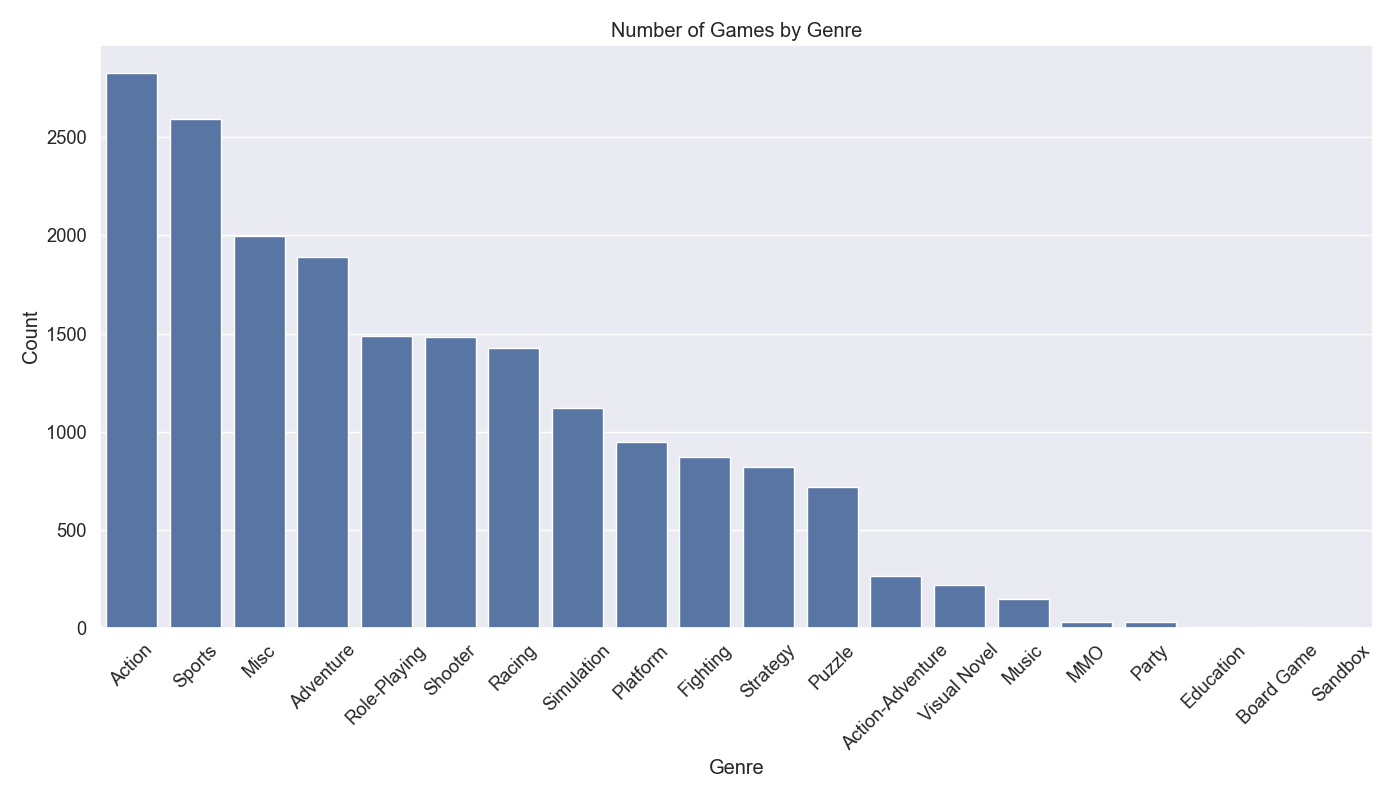 Number of Games by Genre
Count
2500
2000
1500
1000
500
0
Action
Sports
Misc
Adventure
Role-Playing
Shooter
Racing
Simulation
Platform
Fighting
Strategy
Puzzle
Action-Adventure
Visual Novel
Music
MMO
Party
Education
Board Game
Sandbox
Genre